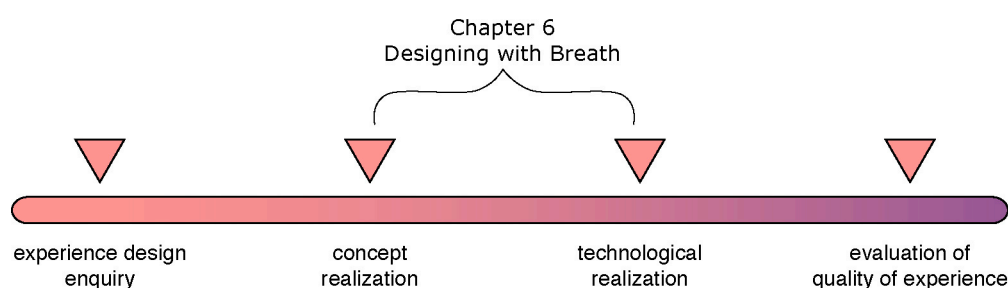 Chapter 6
Designing with Breath
experience design
enquiry
concept
realization
technological
realization
evaluation of
quality of experience